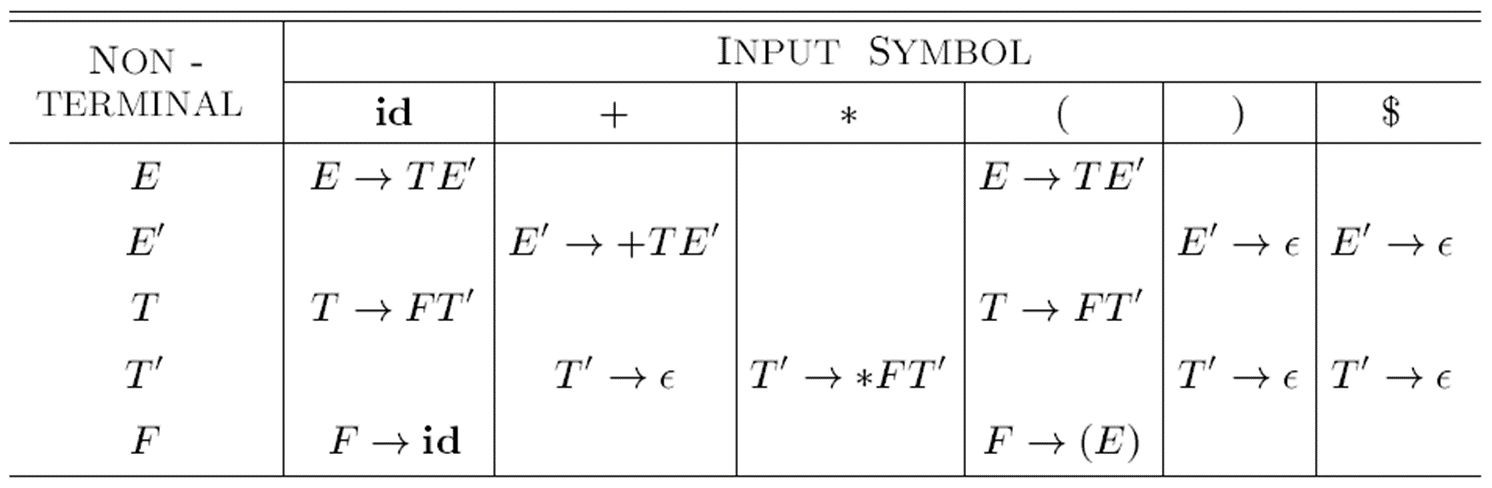 NON - TERMINAL INPUT SYMBOL
id + * ( ) $
E E → TE′ E → TE′
E′ E′ → +TE′ E′ → ϵ E′ → ϵ
T T → FT′ T → FT′
T′ T′ → ϵ T′ → *FT′ T′ → ϵ T′ → ϵ
F F → id F → (E)